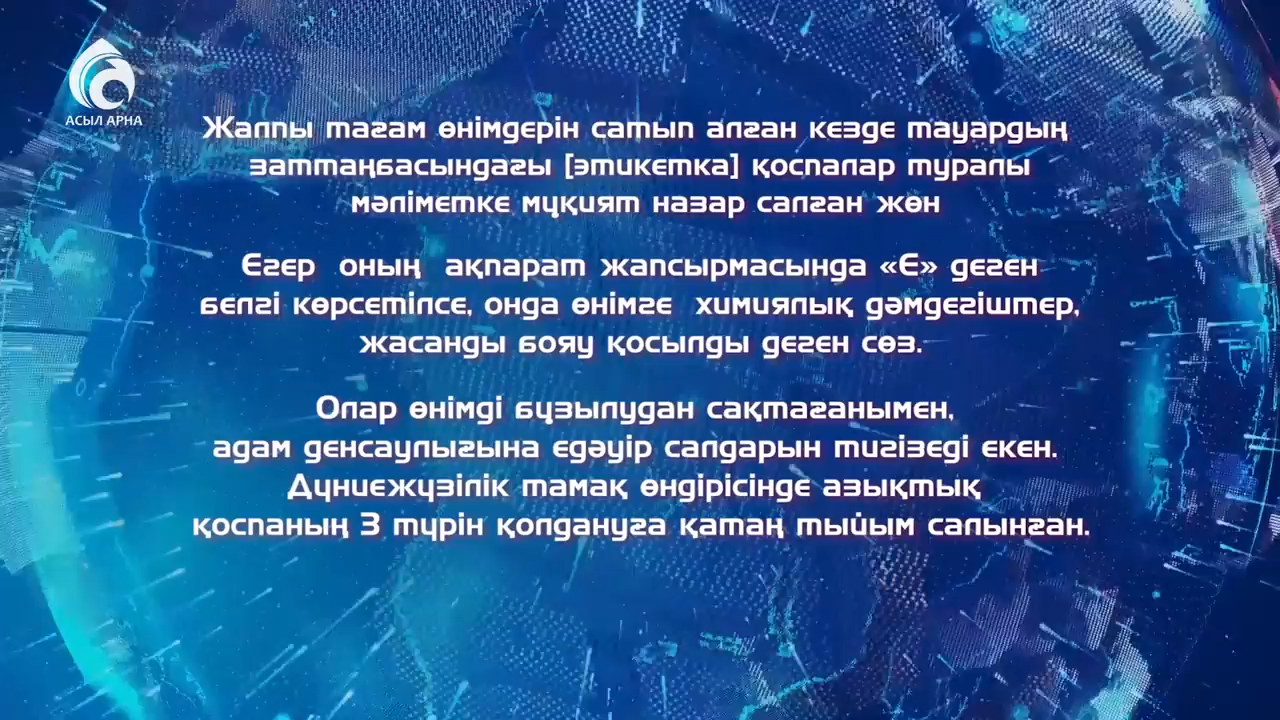 АСЫЛ АРНА
Жалпы тағам өнімдерін сатып алған кезде тауардың
заттаңбасындағы [этикетка] қоспалар туралы
мәліметке мұқият назар салған жөн
Егер оның ақпарат жапсырмасында «Е» деген
белгі көрсетілсе, онда өнімге химиялық дәмдегіштер,
жасанды бояу қосылды деген сөз.
Олар өнімді бұзылудан сақтағанымен,
адам денсаулығына едәуір салдарын тигізеді екен.
Дүниежүзілік тамақ өндірісінде азықтық
қоспаның 3 түрін қолдануға қатаң тыйым салынған.